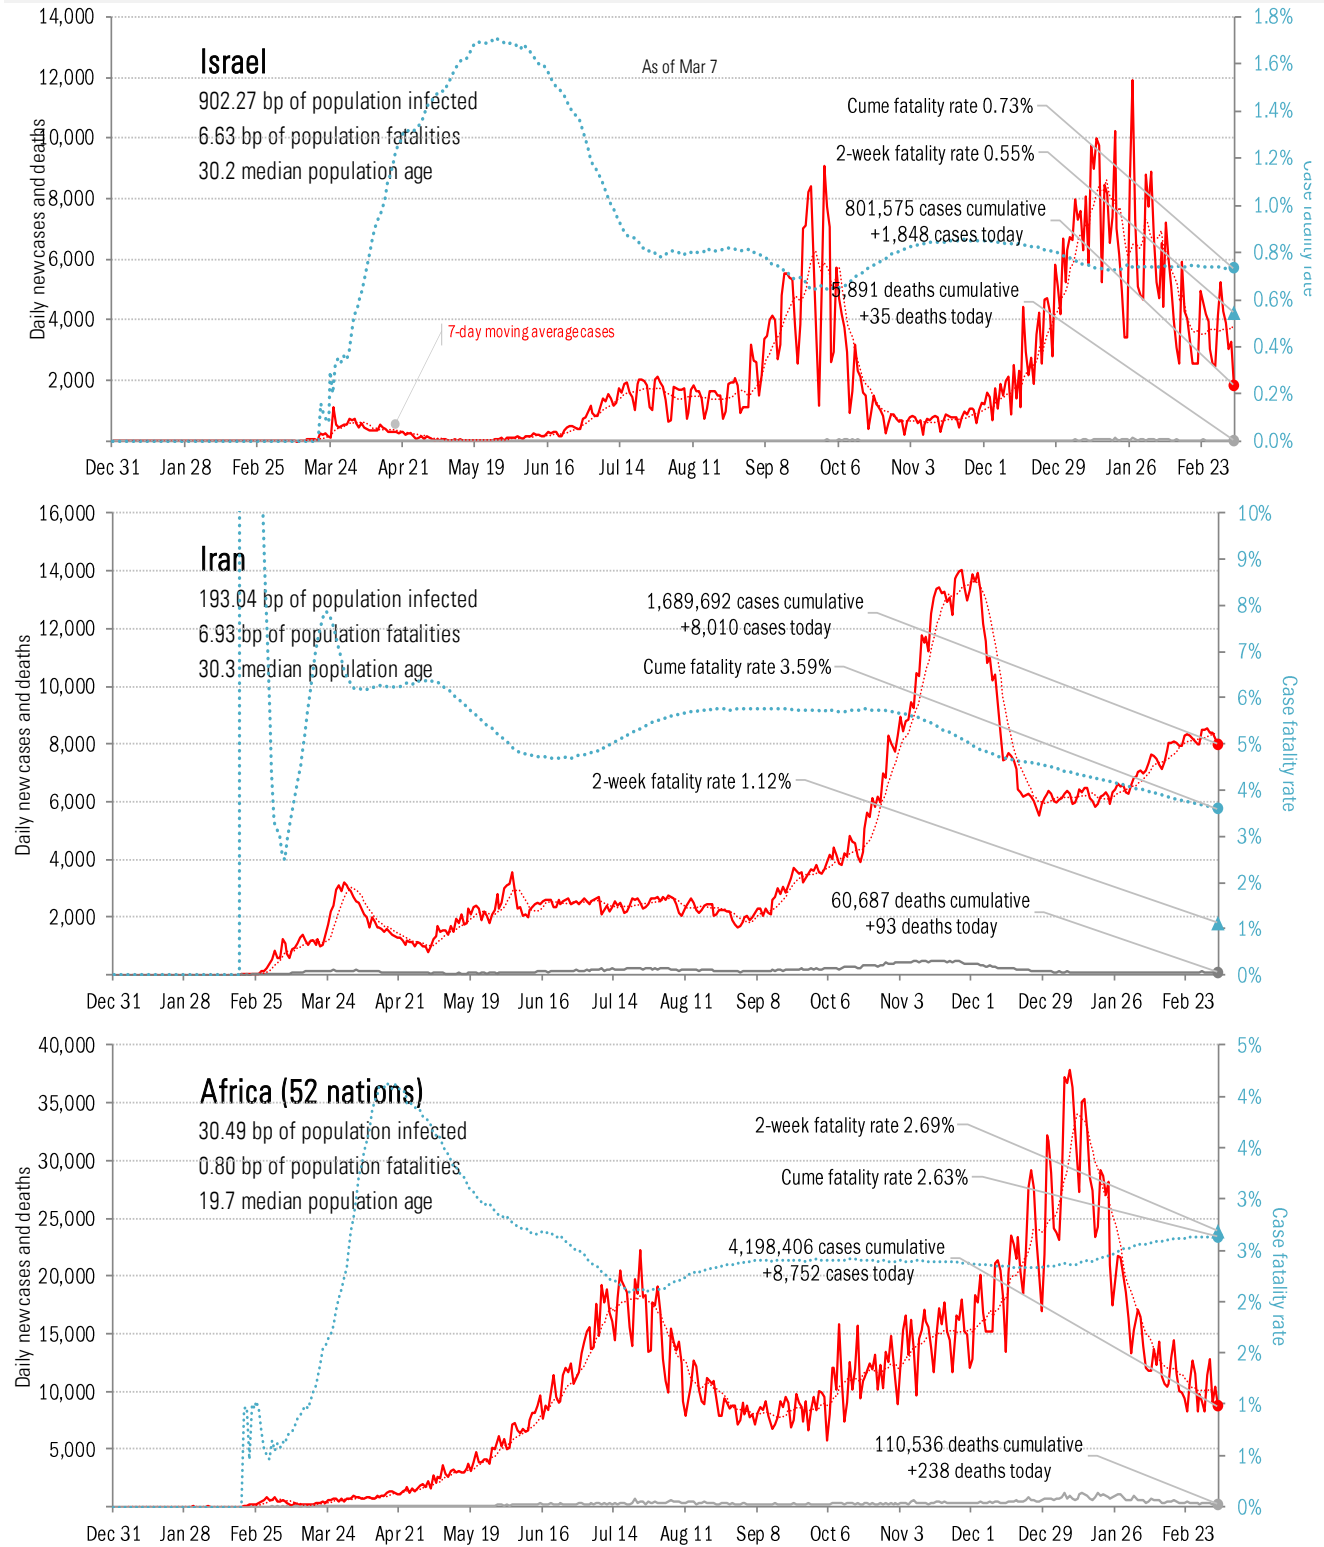 14,000
12,000
10,000
8,000
6,000
4,000
2,000
Daily new cases and deaths
Israel
902.27 bp of population infected
6.63 bp of population fatalities
30.2 median population age
As of Mar 7
7-day moving average cases
Cume fatality rate 0.73%
2-week fatality rate 0.55%
801,575 cases cumulative
+1,848 cases today
5,891 deaths cumulative
+35 deaths today
1.8%
1.6%
1.4%
1.2%
1.0%
0.8%
0.6%
0.4%
0.2%
0.0%
Case fatality rate
Dec 31 Jan 28 Feb 25 Mar 24 Apr 21 May 19 Jun 16 Jul 14 Aug 11 Sep 8 Oct 6 Nov 3 Dec 1 Dec 29 Jan 26 Feb 23
16,000
14,000
12,000
10,000
8,000
6,000
4,000
2,000
Daily new cases and deaths
Iran
193.04 bp of population infected
6.93 bp of population fatalities
30.3 median population age
1,689,692 cases cumulative
+8,010 cases today
Cume fatality rate 3.59%
2-week fatality rate 1.12%
60,687 deaths cumulative
+93 deaths today
10%
9%
8%
7%
6%
5%
4%
3%
2%
1%
0%
Case fatality rate
Dec 31 Jan 28 Feb 25 Mar 24 Apr 21 May 19 Jun 16 Jul 14 Aug 11 Sep 8 Oct 6 Nov 3 Dec 1 Dec 29 Jan 26 Feb 23
40,000
35,000
30,000
25,000
20,000
15,000
10,000
5,000
Daily new cases and deaths
Africa (52 nations)
30.49 bp of population infected
0.80 bp of population fatalities
19.7 median population age
2-week fatality rate 2.69%
Cume fatality rate 2.63%
4,198,406 cases cumulative
+8,752 cases today
110,536 deaths cumulative
+238 deaths today
5%
4%
4%
3%
3%
2%
2%
1%
1%
0%
Case fatality rate
Dec 31 Jan 28 Feb 25 Mar 24 Apr 21 May 19 Jun 16 Jul 14 Aug 11 Sep 8 Oct 6 Nov 3 Dec 1 Dec 29 Jan 26 Feb 23